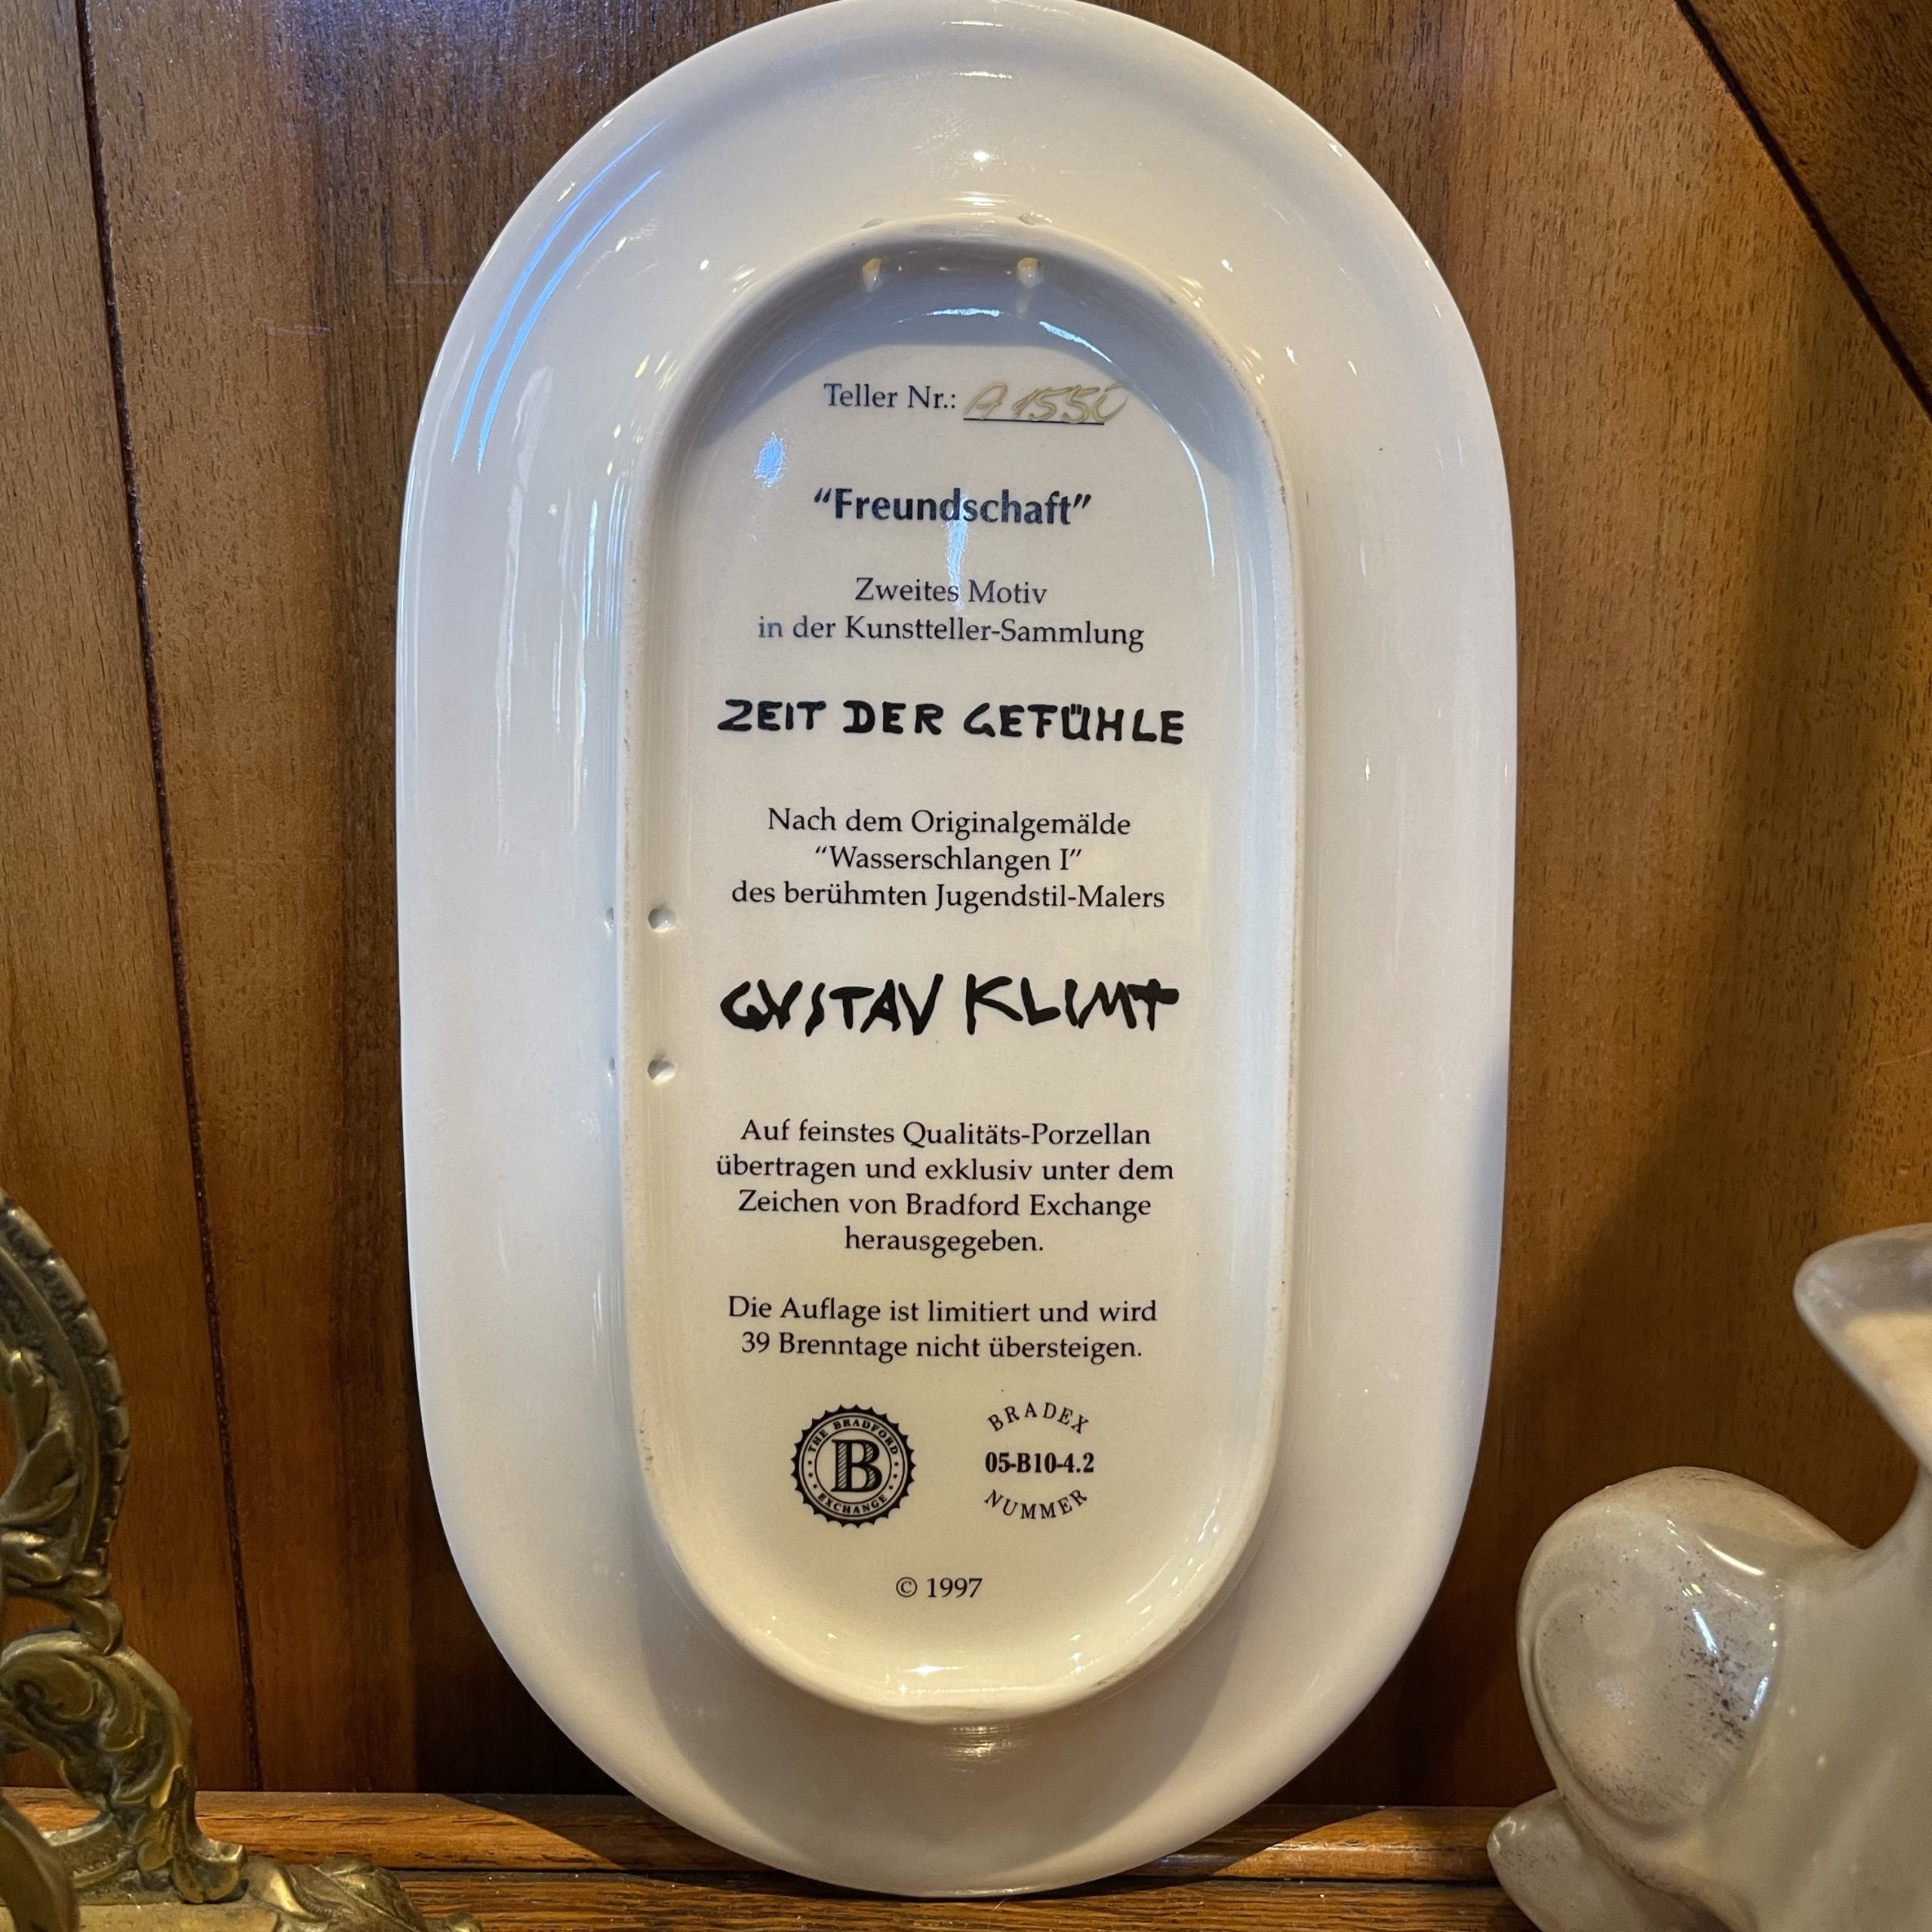 Teller Nr.: A 1550
“Freundschaft”
Zweites Motiv
in der Kunstteller-Sammlung
ZEIT DER GEFÜHLE
Nach dem Originalgemälde
“Wasserschlangen I”
des berühmten Jugendstil-Malers
GUSTAV KLIMT
Auf feinstes Qualitäts-Porzellan
übertragen und exklusiv unter dem
Zeichen von Bradford Exchange
herausgegeben.
Die Auflage ist limitiert und wird
39 Brenntage nicht übersteigen.
THE BRADFORD
B
EXCHANGE
BRADEX
05-B10-4.2
NUMMER
© 1997